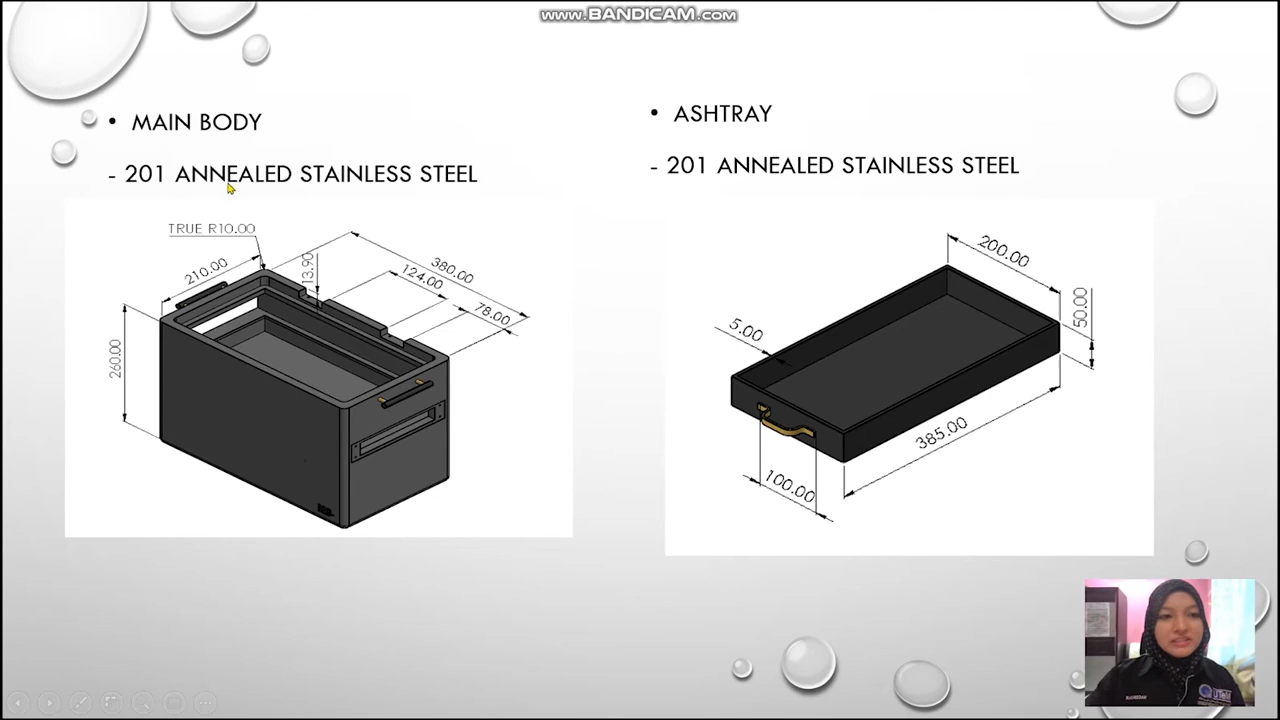 www.BANDICAM.com
• MAIN BODY
- 201 ANNEALED STAINLESS STEEL
TRUE R10.00
210.00
13.90
380.00
124.00
78.00
260.00
• ASHTRAY
- 201 ANNEALED STAINLESS STEEL
200.00
50.00
5.00
385.00
100.00
UTeM